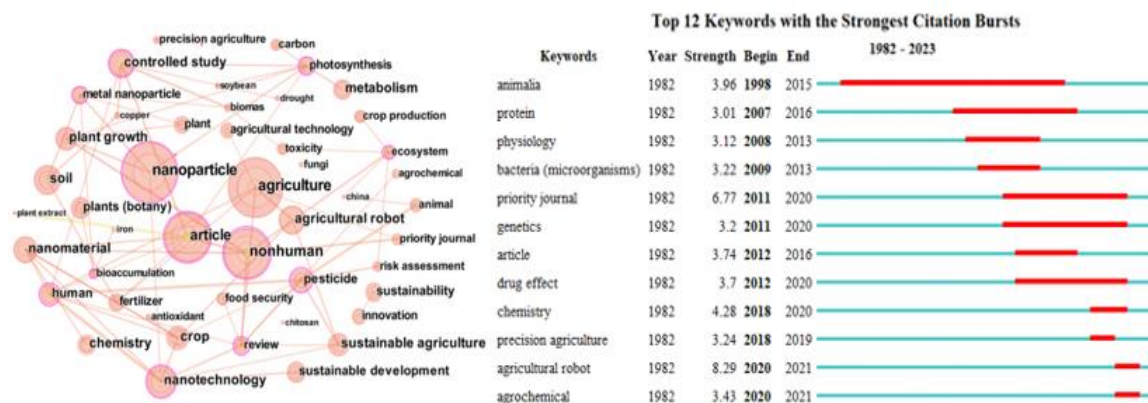 precision agriculture
carbon
controlled study
photosynthesis
metal nanoparticle
soybean
drought
metabolism
copper
biomas
crop production
plant growth
plant
agricultural technology
toxicity
ecosystem
nanoparticle
fungi
soil
agriculture
agrochemical
plants (botany)
china
animal
plant extract
iron
agricultural robot
article
priority journal
nanomaterial
nonhuman
bioaccumulation
pesticide
risk assessment
human
fertilizer
food security
sustainability
antioxidant
chitosan
innovation
chemistry
crop
review
sustainable agriculture
nanotechnology
sustainable development
Top 12 Keywords with the Strongest Citation Bursts
Keywords Year Strength Begin End 1982 - 2023
animalia 1982 3.96 1998 2015
protein 1982 3.01 2007 2016
physiology 1982 3.12 2008 2013
bacteria (microorganisms) 1982 3.22 2009 2013
priority journal 1982 6.77 2011 2020
genetics 1982 3.2 2011 2020
article 1982 3.74 2012 2016
drug effect 1982 3.7 2012 2020
chemistry 1982 4.28 2018 2020
precision agriculture 1982 3.24 2018 2019
agricultural robot 1982 8.29 2020 2021
agrochemical 1982 3.43 2020 2021